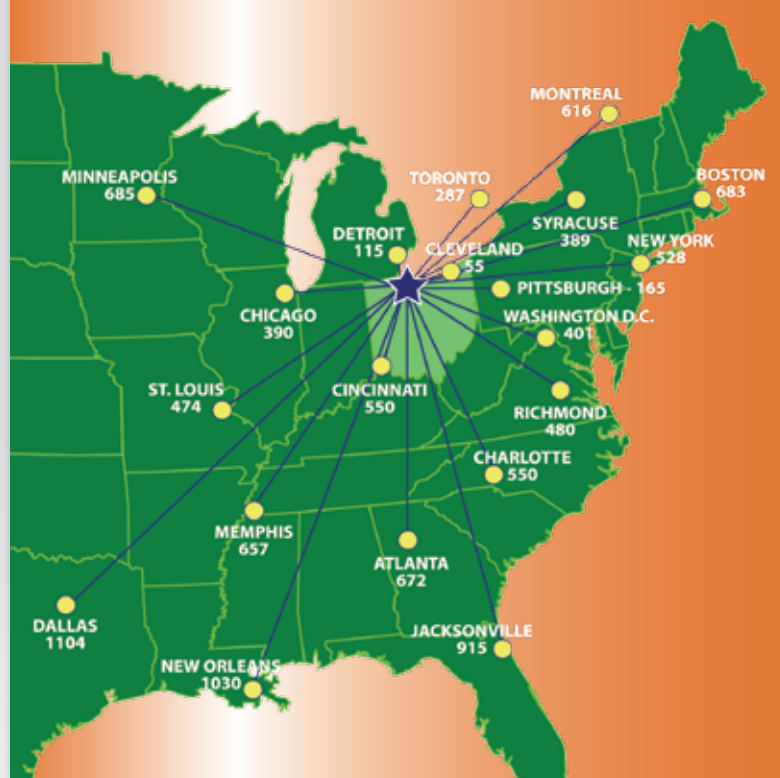 MONTREAL
616
MINNEAPOLIS
685
TORONTO
287
BOSTON
683
SYRACUSE
389
DETROIT
115
CLEVELAND
55
NEW YORK
528
PITTSBURGH - 165
CHICAGO
390
WASHINGTON D.C.
401
ST. LOUIS
474
CINCINNATI
550
RICHMOND
480
CHARLOTTE
550
MEMPHIS
657
ATLANTA
672
DALLAS
1104
JACKSONVILLE
915
NEW ORLEANS
1030